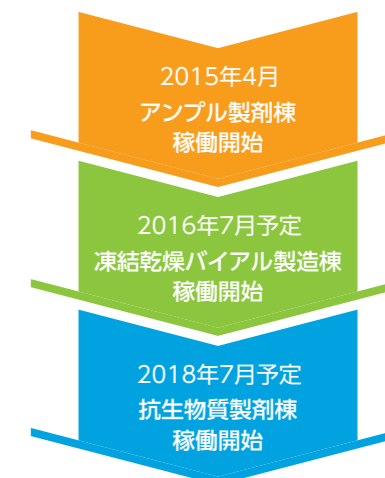 2015年4月
アンプル製剤棟
稼働開始
2016年7月予定
凍結乾燥バイアル製造棟
稼働開始
2018年7月予定
抗生物質製剤棟
稼働開始